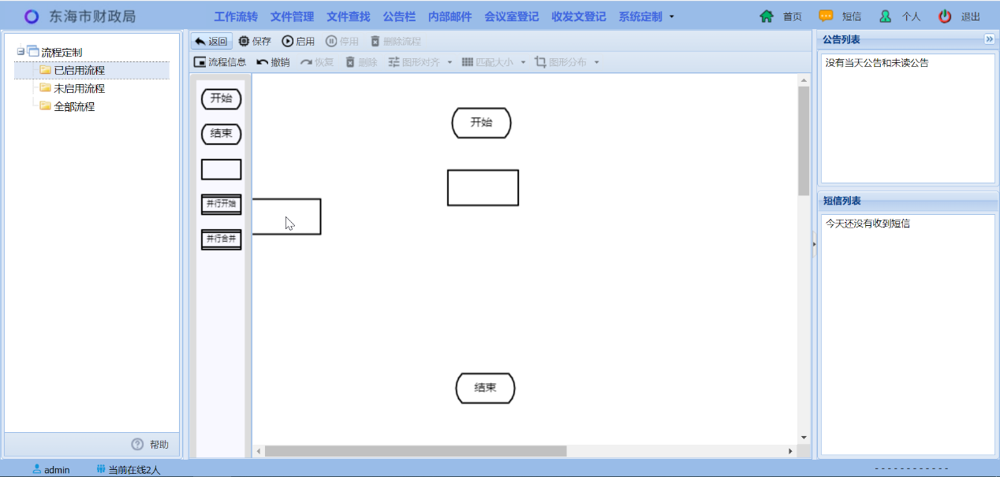 东海市财政局 工作流转 文件管理 文件查找 公告栏 内部邮件 会议室登记 收发文登记 系统定制 首页 短信 个人 退出
流程定制
已启用流程
未启用流程
全部流程
帮助
返回 保存 启用 停用 删除流程
流程信息 撤销 恢复 删除 图形对齐 匹配大小 图形分布
开始
结束
并行开始
并行合并
开始
结束
公告列表
没有当天公告和未读公告
短信列表
今天还没有收到短信
admin 当前在线2人 - - - - - - - - - - - -